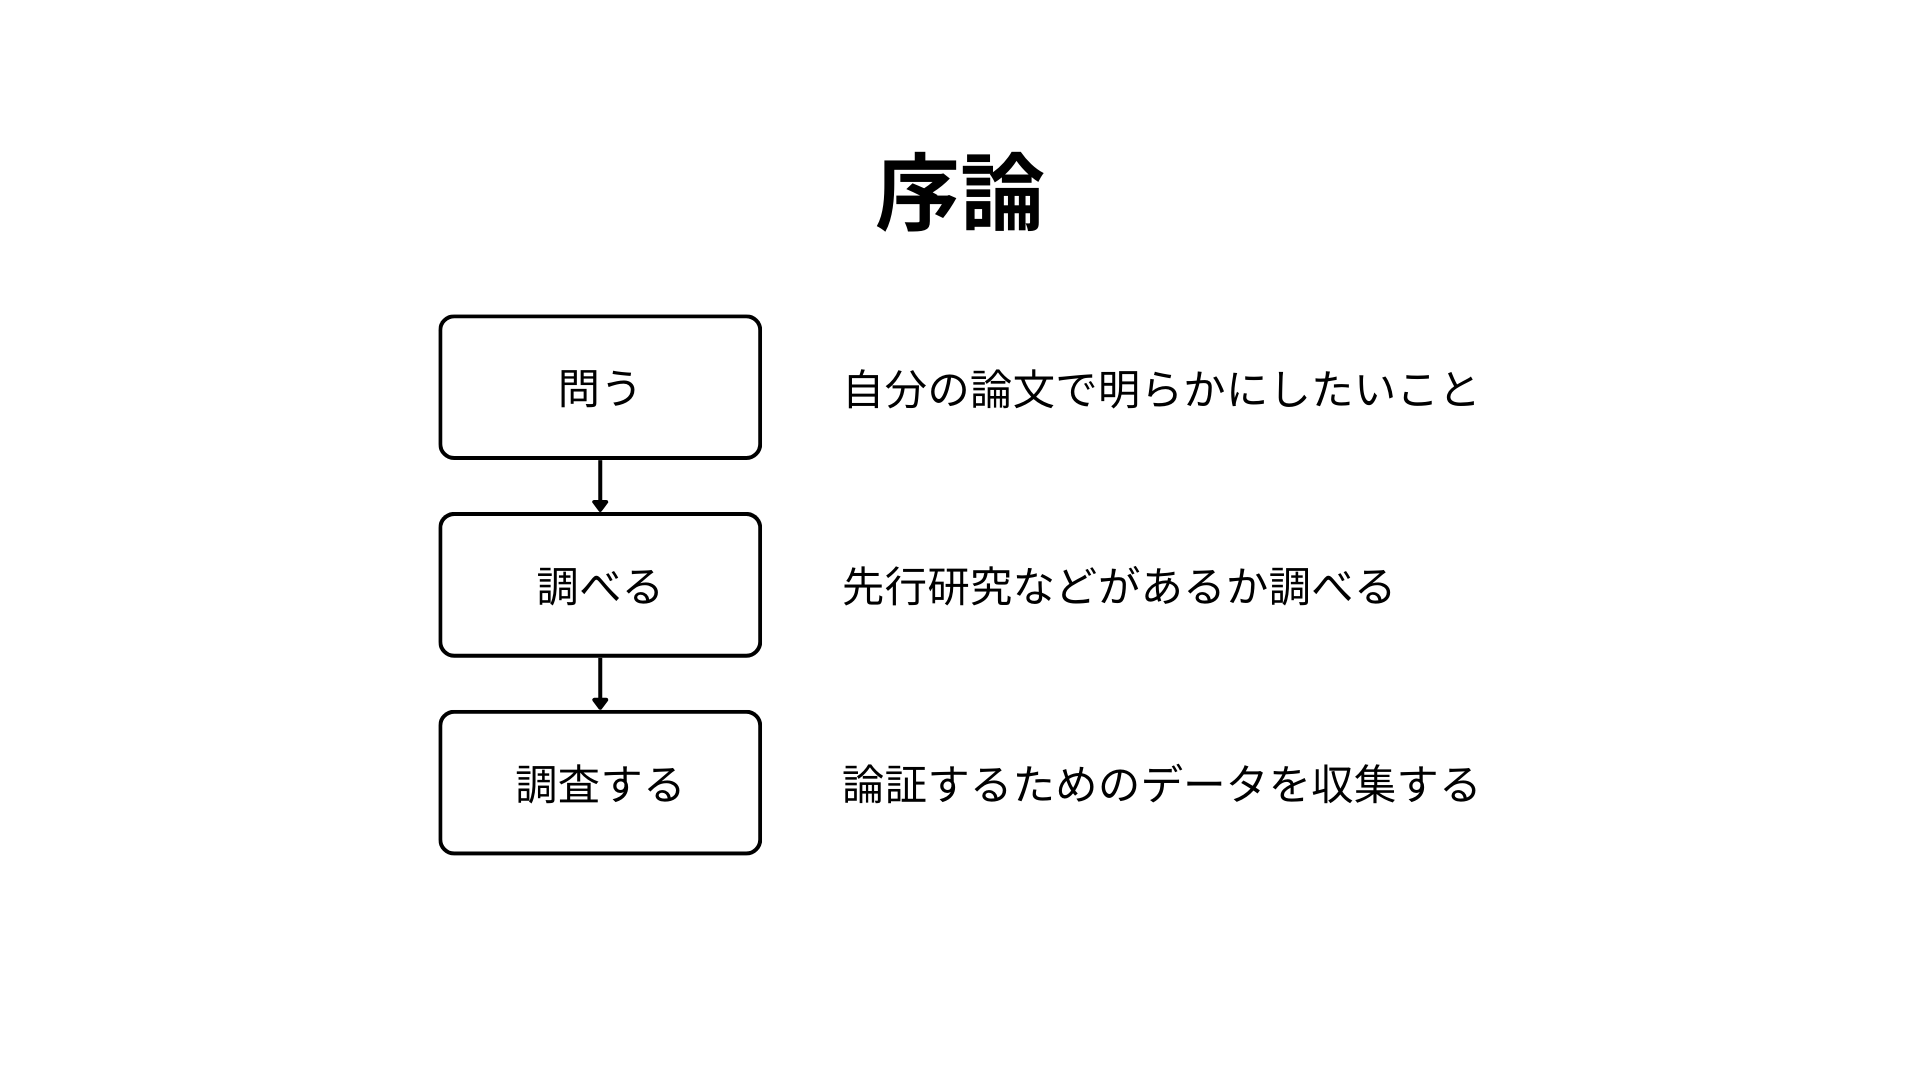 序論
問う
自分の論文で明らかにしたいこと
調べる
先行研究などがあるか調べる
調査する
論証するためのデータを収集する